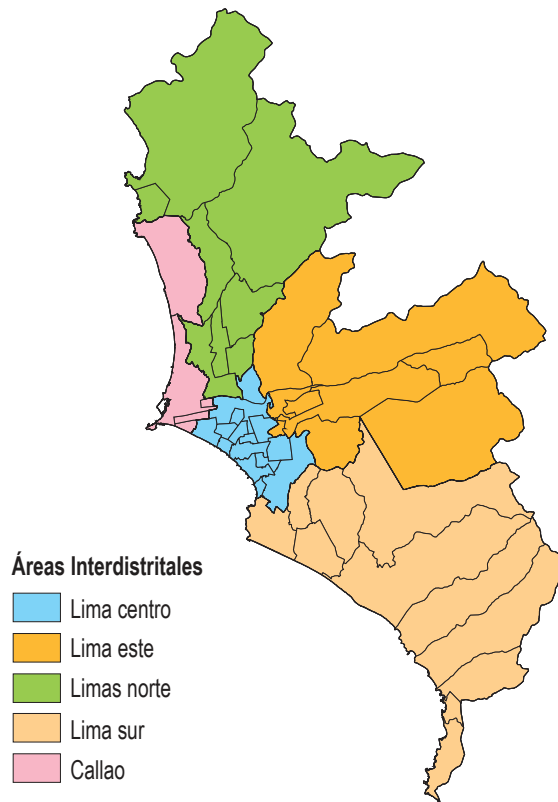 Áreas Interdistritales
Lima centro
Lima este
Limas norte
Lima sur
Callao